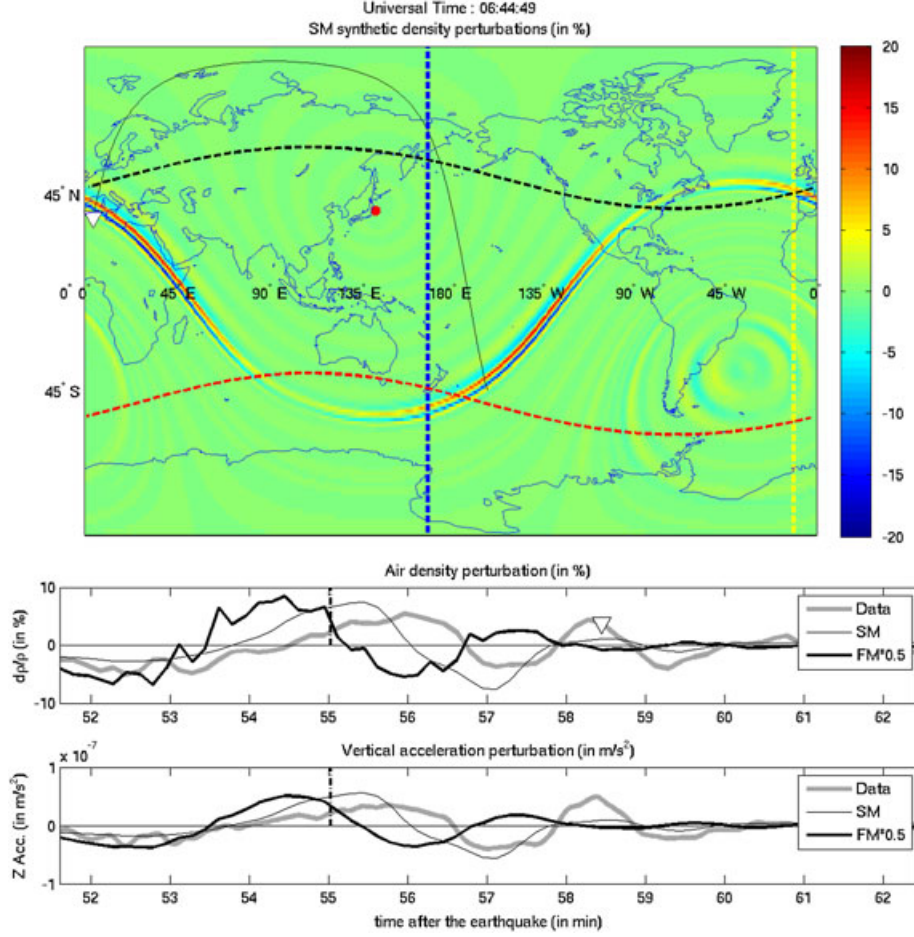 Universal Time : 06:44:49
SM synthetic density perturbations (in %)
45° N
0° 0° 45° E 90° E 135° E 180° E 135° W 90° W 45° W 0°
45° S
20
15
10
5
0
-5
-10
-15
-20
Air density perturbation (in %)
dρ/ρ (in %)
10
0
-10
Data
SM
FM*0.5
52 53 54 55 56 57 58 59 60 61 62
x 10⁻⁷
Vertical acceleration perturbation (in m/s²)
Z Acc. (in m/s²)
1
0
-1
Data
SM
FM*0.5
52 53 54 55 56 57 58 59 60 61 62
time after the earthquake (in min)